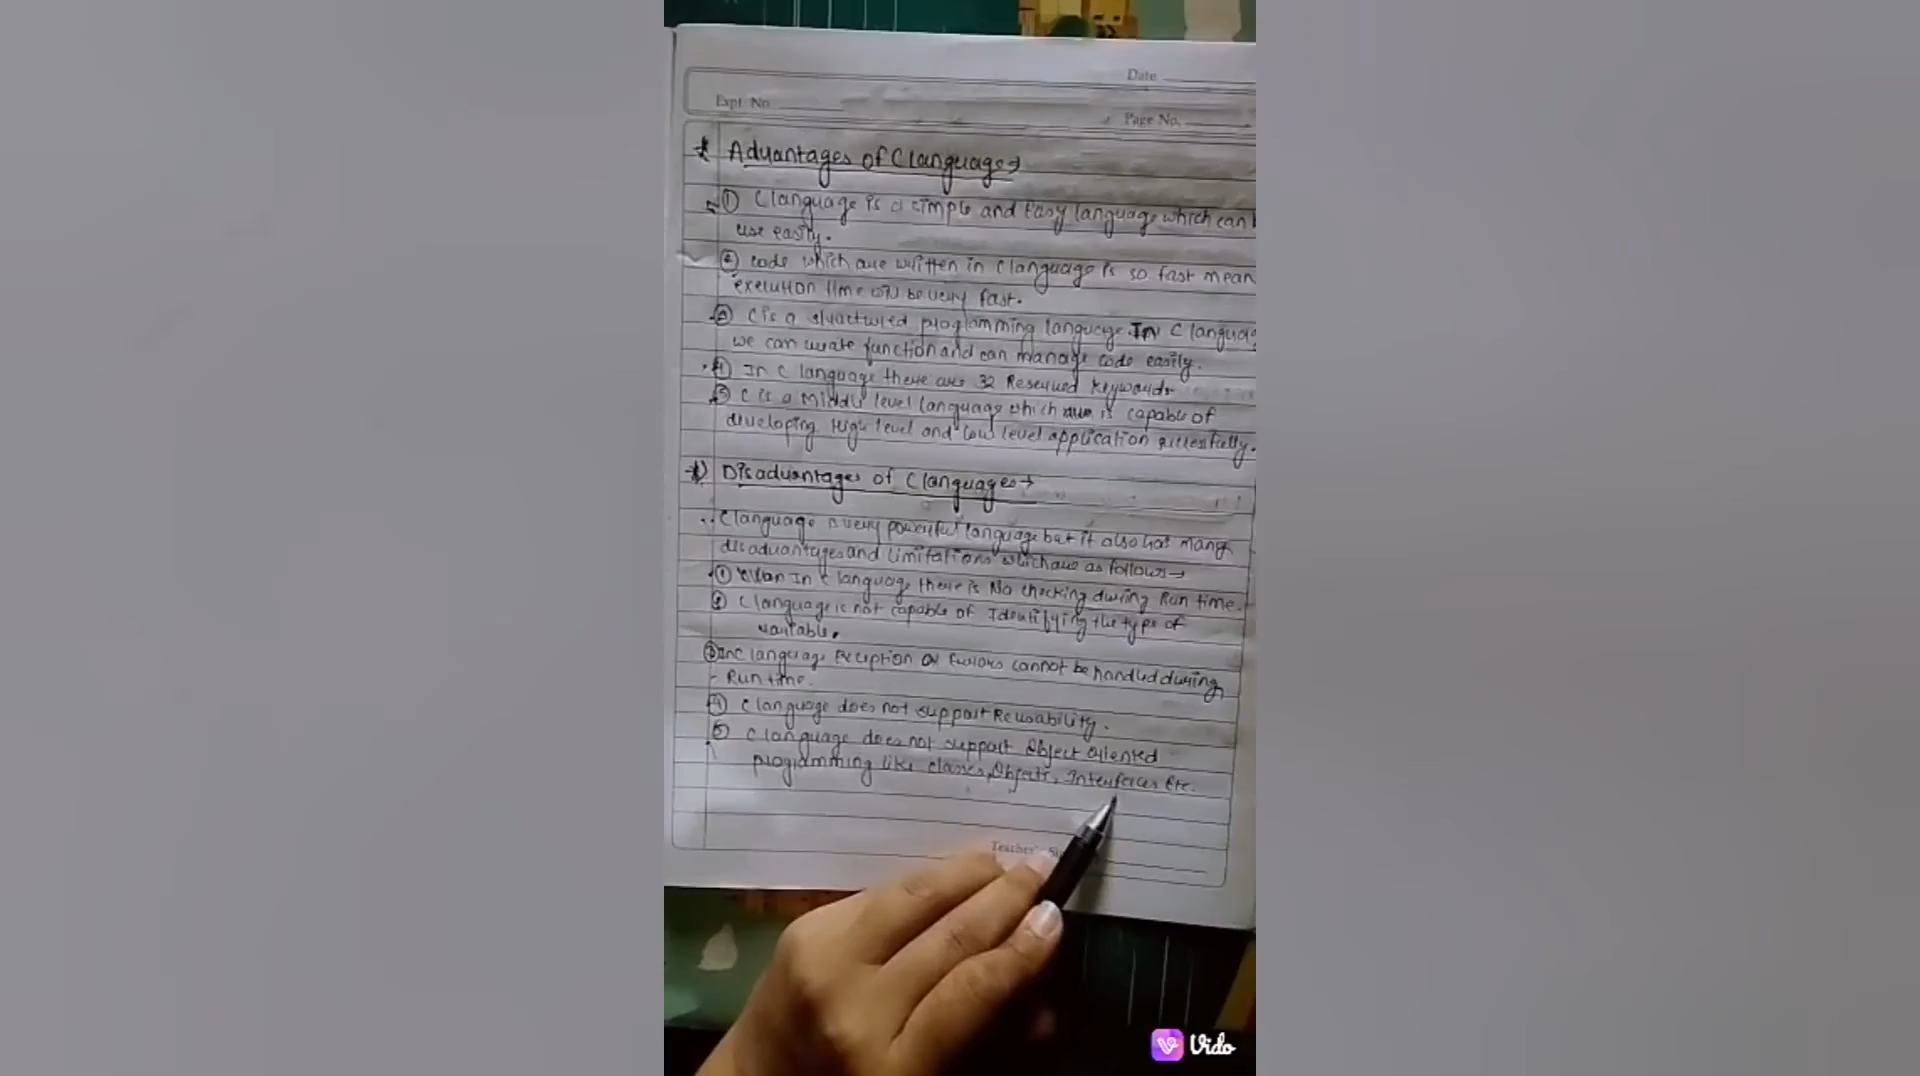 Date
Expt. No.
Page No.
Advantages of C language→
① C language is a simple and Easy language which can
use easily.
② code which are written in C language is so fast mean
execution time will be very fast.
③ C is a structured programming language. In C language
we can create function and can manage code easily.
④ In C language there are 32 Reserved keywords
⑤ C is a Middle level language which is capable of
developing High level and low level application successfully.
Disadvantages of C languages→
C language is very powerful language but it also has many
disadvantages and limitations which are as follows→
① In C language there is No checking during Run time.
② C language is not capable of Identifying the type of
variable.
③ In C language Exception or Errors cannot be handled during
Run time.
④ C language does not support Reusability.
⑤ C language does not support Object oriented
programming like classes, Objects, Interfaces Etc.
Teacher's
Vido